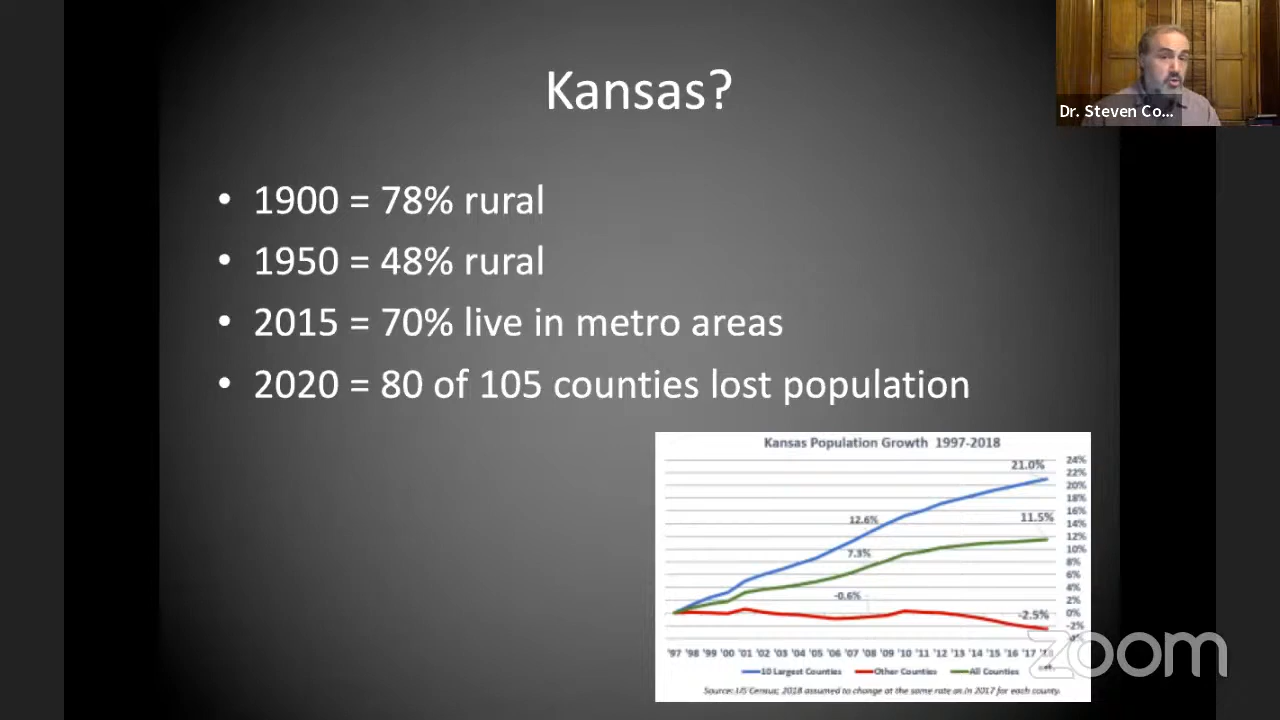 Kansas?
Dr. Steven Co...
• 1900 = 78% rural
• 1950 = 48% rural
• 2015 = 70% live in metro areas
• 2020 = 80 of 105 counties lost population
Kansas Population Growth 1997-2018
24%
22%
20%
18%
16%
14%
12%
10%
8%
6%
4%
2%
0%
-2%
21.0%
12.6%
11.5%
7.3%
-0.6%
-2.5%
'97 '98 '99 '00 '01 '02 '03 '04 '05 '06 '07 '08 '09 '10 '11 '12 '13 '14 '15 '16 '17
10 Largest Counties Other Counties All Counties
Source: US Census; 2018 assumed to change at the same rate as in 2017 for each county.
zoom